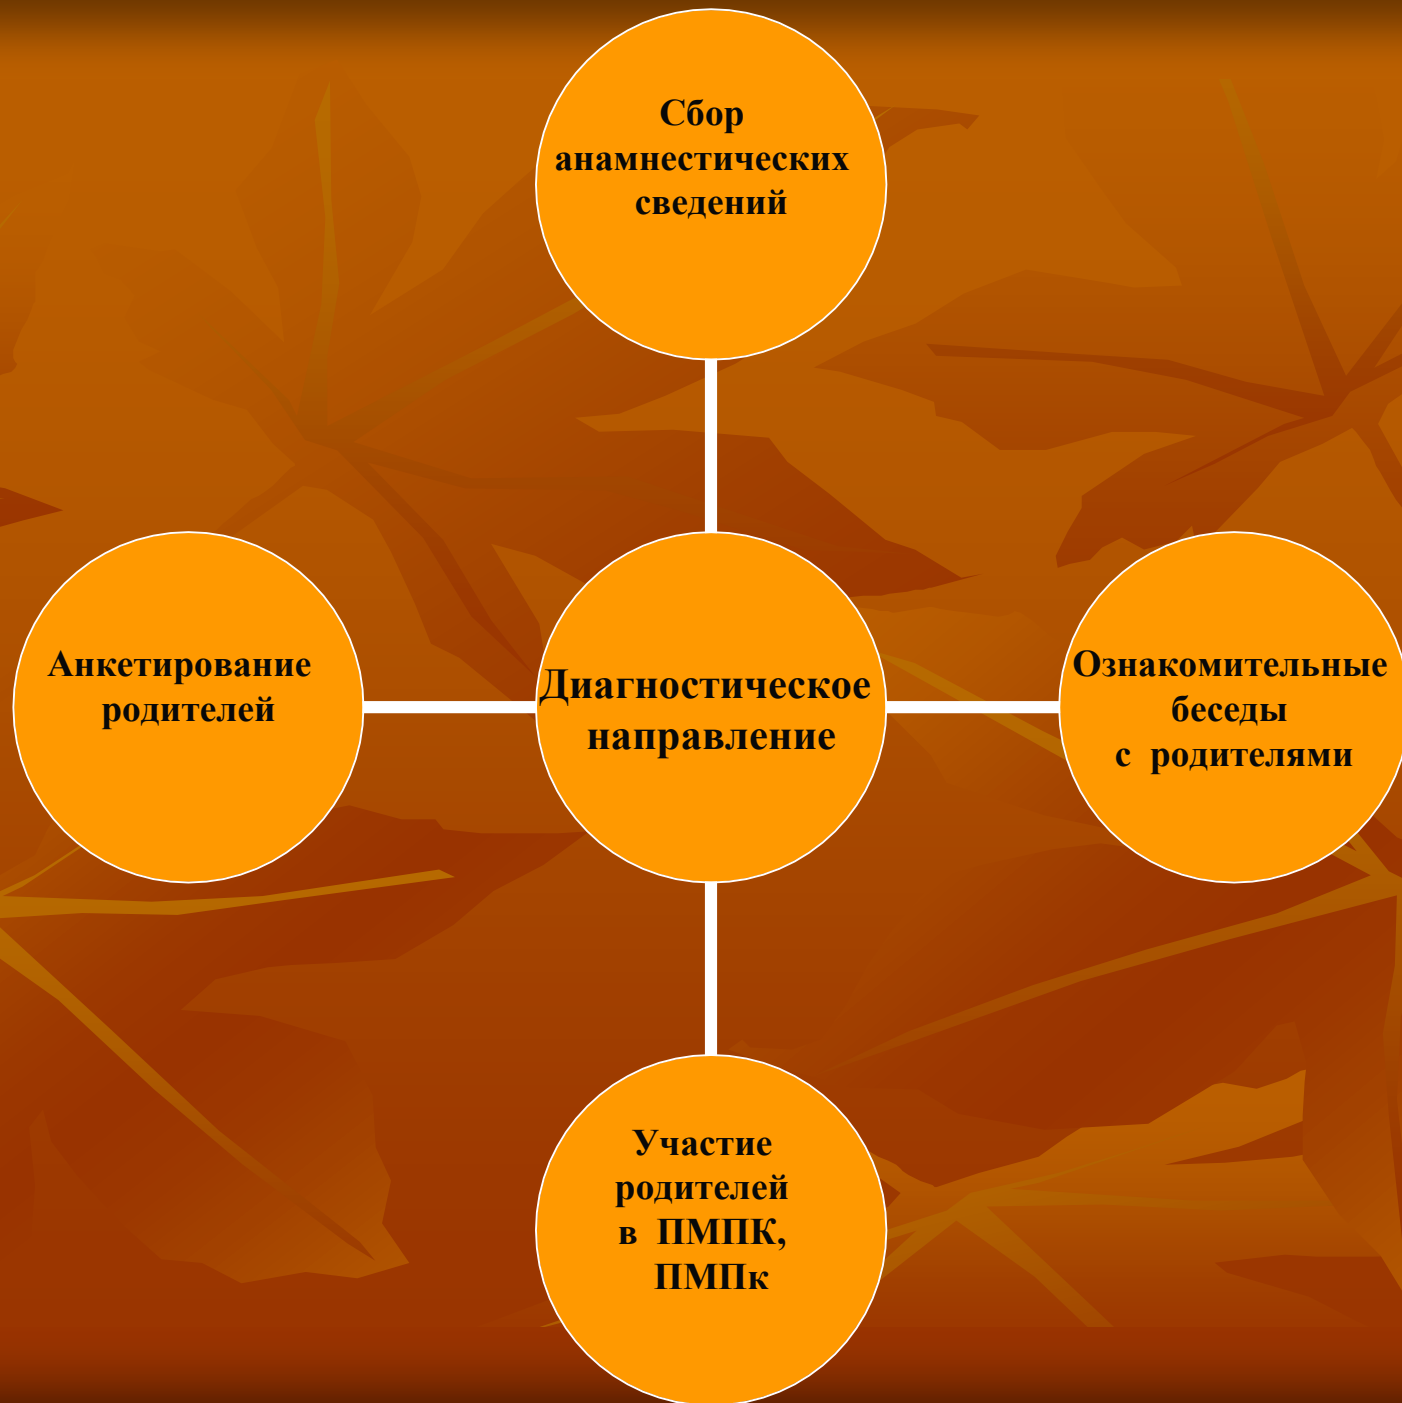 Сбор
анамнестических
сведений
Анкетирование
родителей
Диагностическое
направление
Ознакомительные
беседы
с родителями
Участие
родителей
в ПМПК,
ПМПк